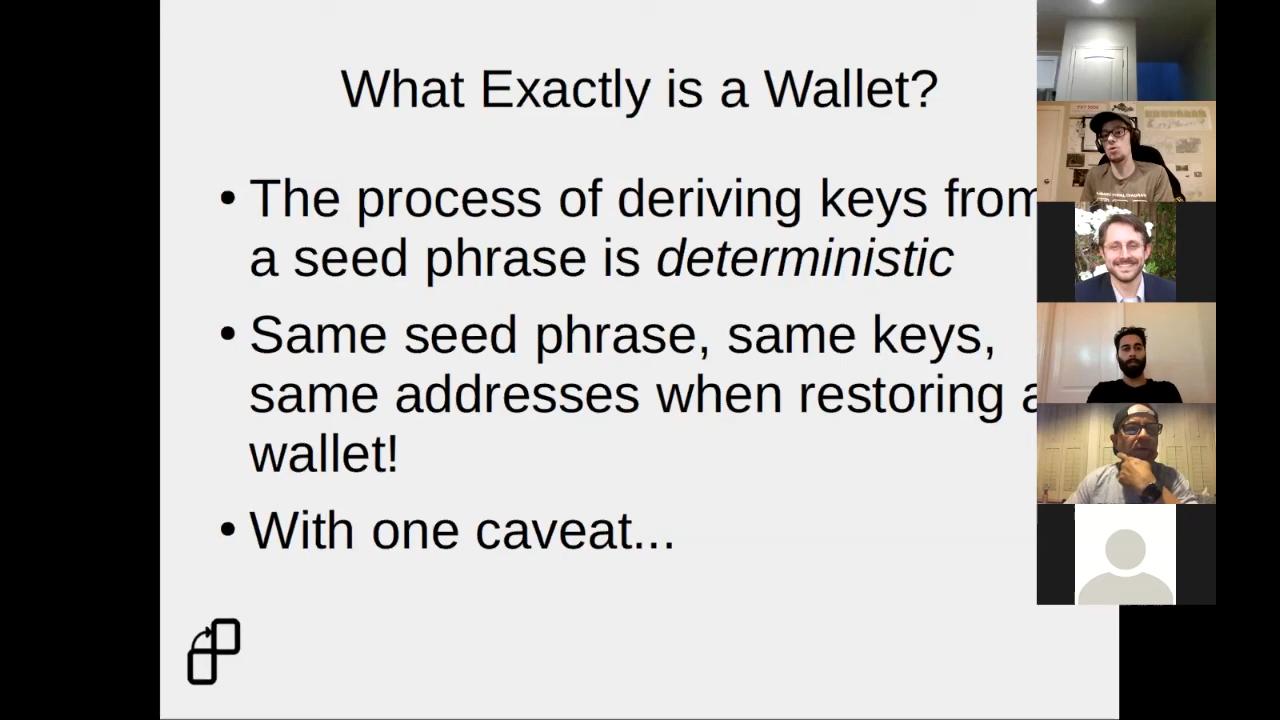 What Exactly is a Wallet?
• The process of deriving keys from
a seed phrase is deterministic
• Same seed phrase, same keys,
same addresses when restoring a
wallet!
• With one caveat...